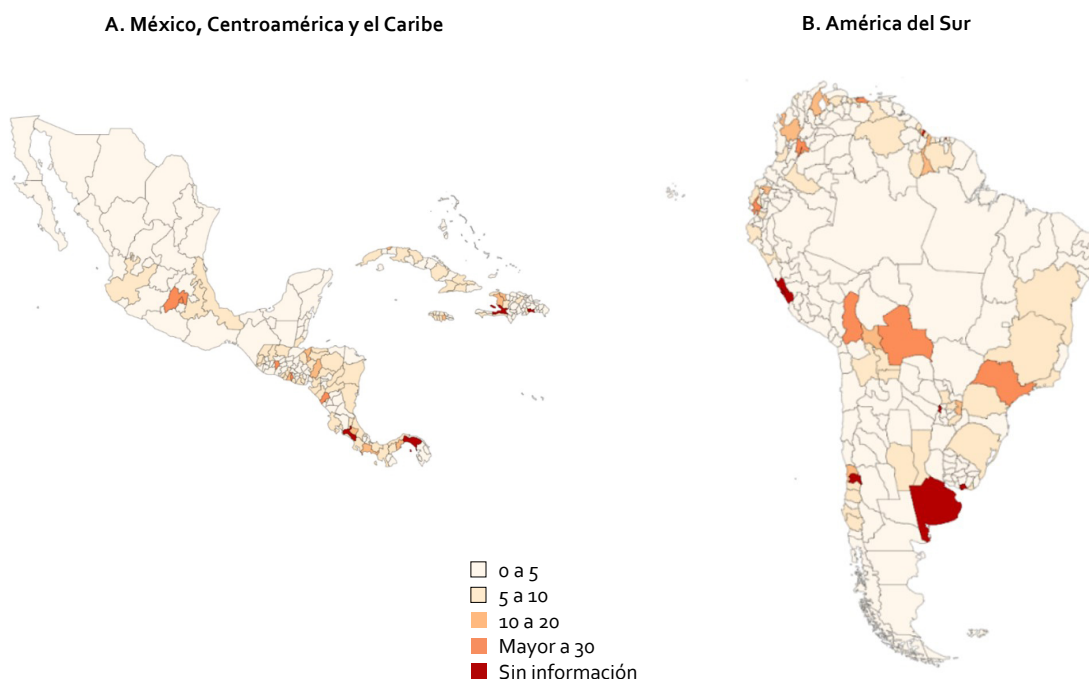 A. México, Centroamérica y el Caribe
B. América del Sur
0 a 5
5 a 10
10 a 20
Mayor a 30
Sin información